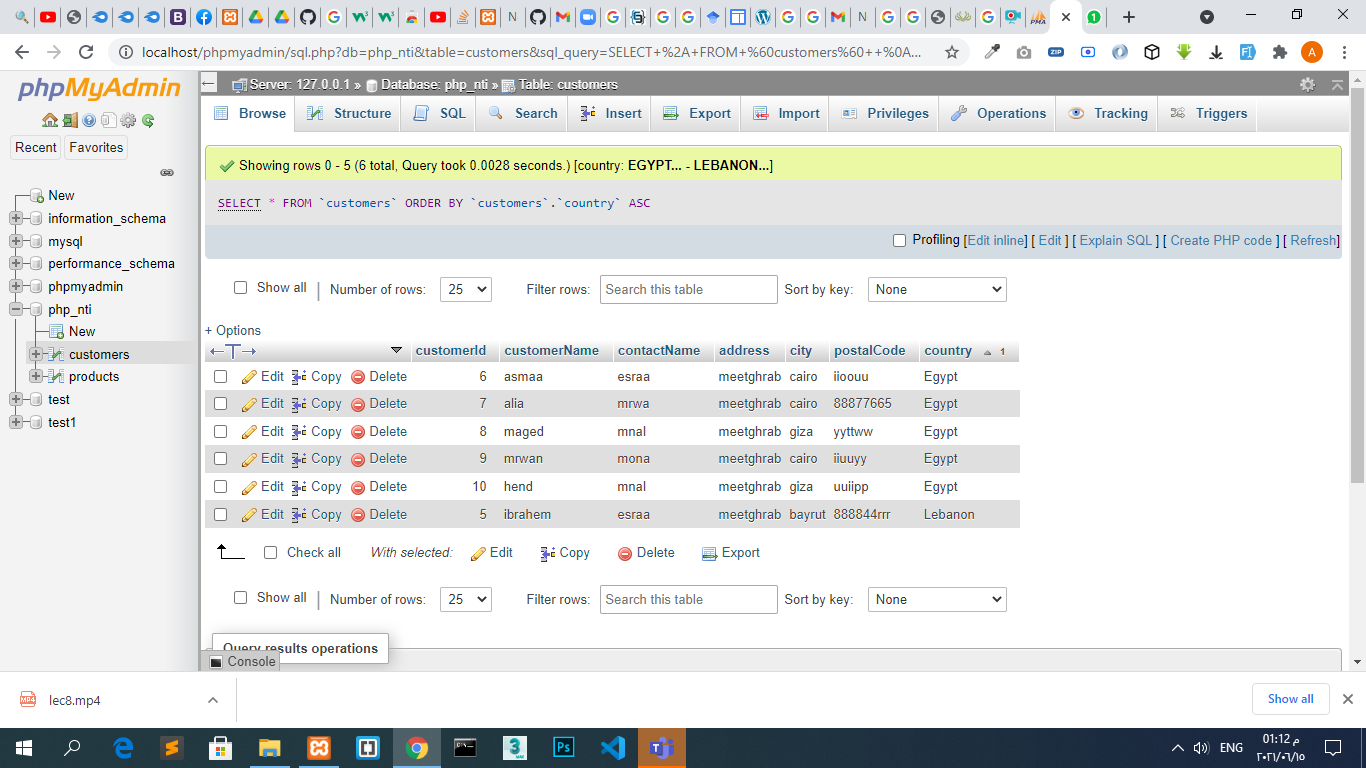 localhost/phpmyadmin/sql.php?db=php_nti&table=customers&sql_query=SELECT+%2A+FROM+%60customers%60++%0A...
phpMyAdmin
Recent Favorites
New
information_schema
mysql
performance_schema
phpmyadmin
php_nti
New
customers
products
test
test1
Server: 127.0.0.1 » Database: php_nti » Table: customers
Browse Structure SQL Search Insert Export Import Privileges Operations Tracking Triggers
Showing rows 0 - 5 (6 total, Query took 0.0028 seconds.) [country: EGYPT... - LEBANON...]
SELECT * FROM `customers` ORDER BY `customers`.`country` ASC
Profiling [Edit inline] [ Edit ] [ Explain SQL ] [ Create PHP code ] [ Refresh]
Show all | Number of rows: 25 Filter rows: Search this table Sort by key: None
+ Options
customerId customerName contactName address city postalCode country 1
Edit Copy Delete 6 asmaa esraa meetghrab cairo iioouu Egypt
Edit Copy Delete 7 alia mrwa meetghrab cairo 88877665 Egypt
Edit Copy Delete 8 maged mnal meetghrab giza yyttww Egypt
Edit Copy Delete 9 mrwan mona meetghrab cairo iiuuyy Egypt
Edit Copy Delete 10 hend mnal meetghrab giza uuiipp Egypt
Edit Copy Delete 5 ibrahem esraa meetghrab bayrut 888844rrr Lebanon
Check all With selected: Edit Copy Delete Export
Show all | Number of rows: 25 Filter rows: Search this table Sort by key: None
Query results operations
Console
lec8.mp4
Show all
ENG
01:12 م
٢٠٢١/٠٦/١٥